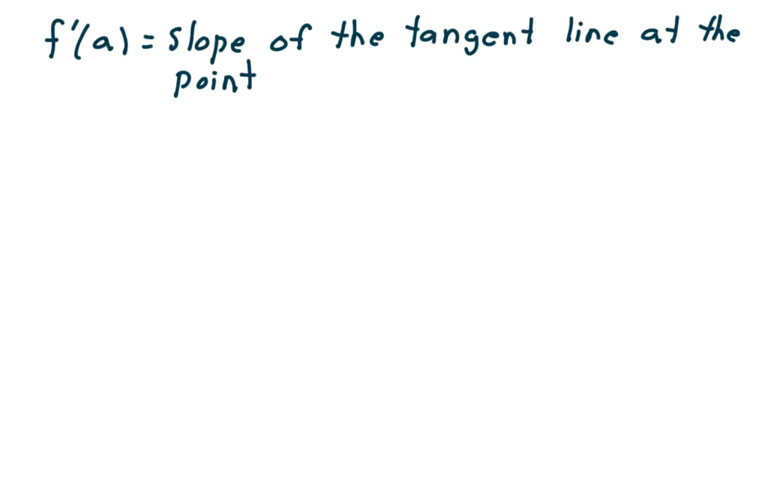 f'(a) = slope of the tangent line at the
point